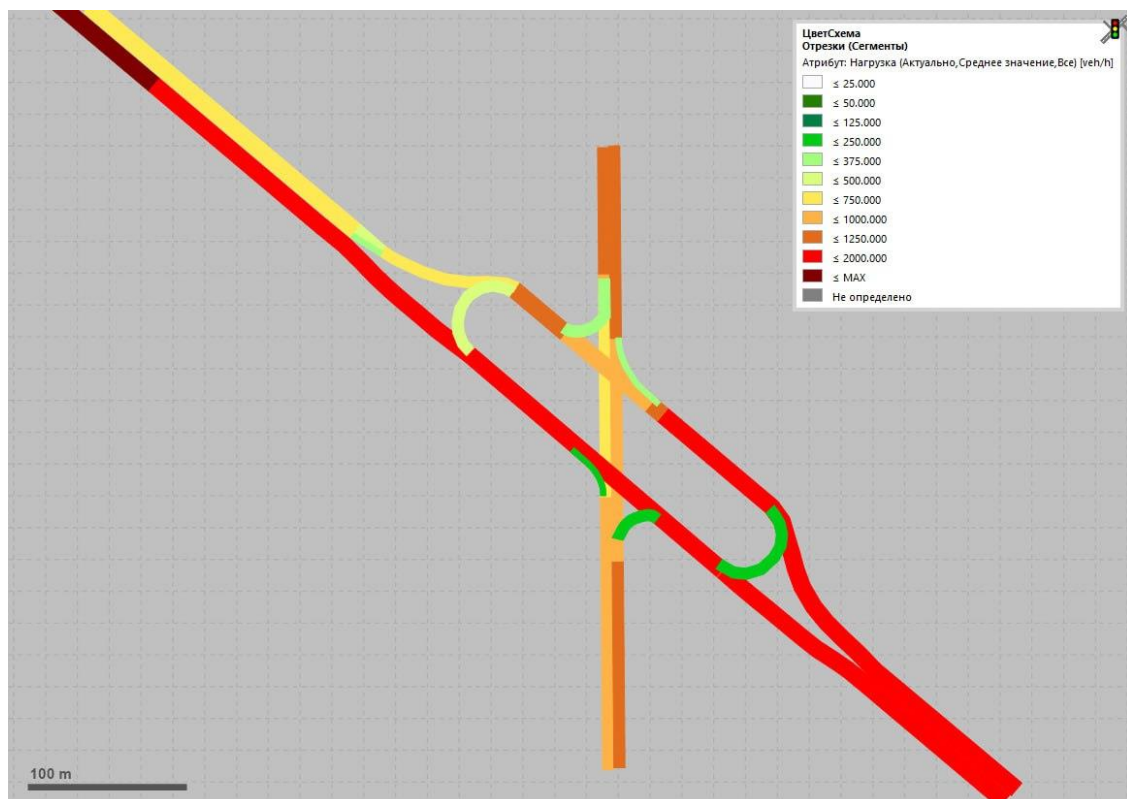 ЦветСхема
Отрезки (Сегменты)
Атрибут: Нагрузка (Актуально,Среднее значение,Все) [veh/h]
≤ 25.000
≤ 50.000
≤ 125.000
≤ 250.000
≤ 375.000
≤ 500.000
≤ 750.000
≤ 1000.000
≤ 1250.000
≤ 2000.000
≤ MAX
Не определено
100 m